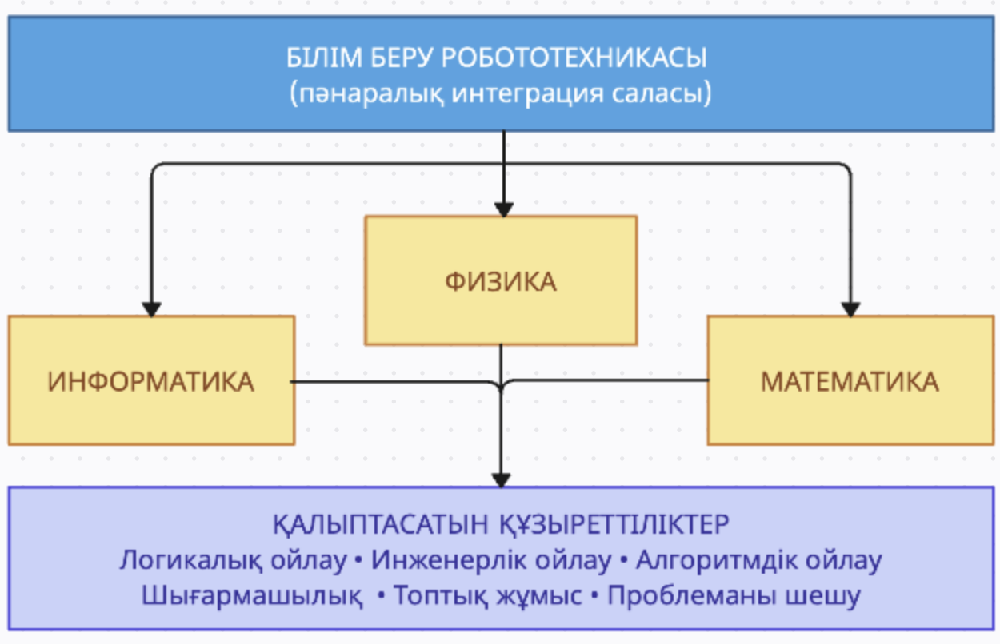 БІЛІМ БЕРУ РОБОТОТЕХНИКАСЫ
(пәнаралық интеграция саласы)
ФИЗИКА
ИНФОРМАТИКА
МАТЕМАТИКА
ҚАЛЫПТАСАТЫН ҚҰЗЫРЕТТІЛІКТЕР
Логикалық ойлау • Инженерлік ойлау • Алгоритмдік ойлау
Шығармашылық • Топтық жұмыс • Проблеманы шешу